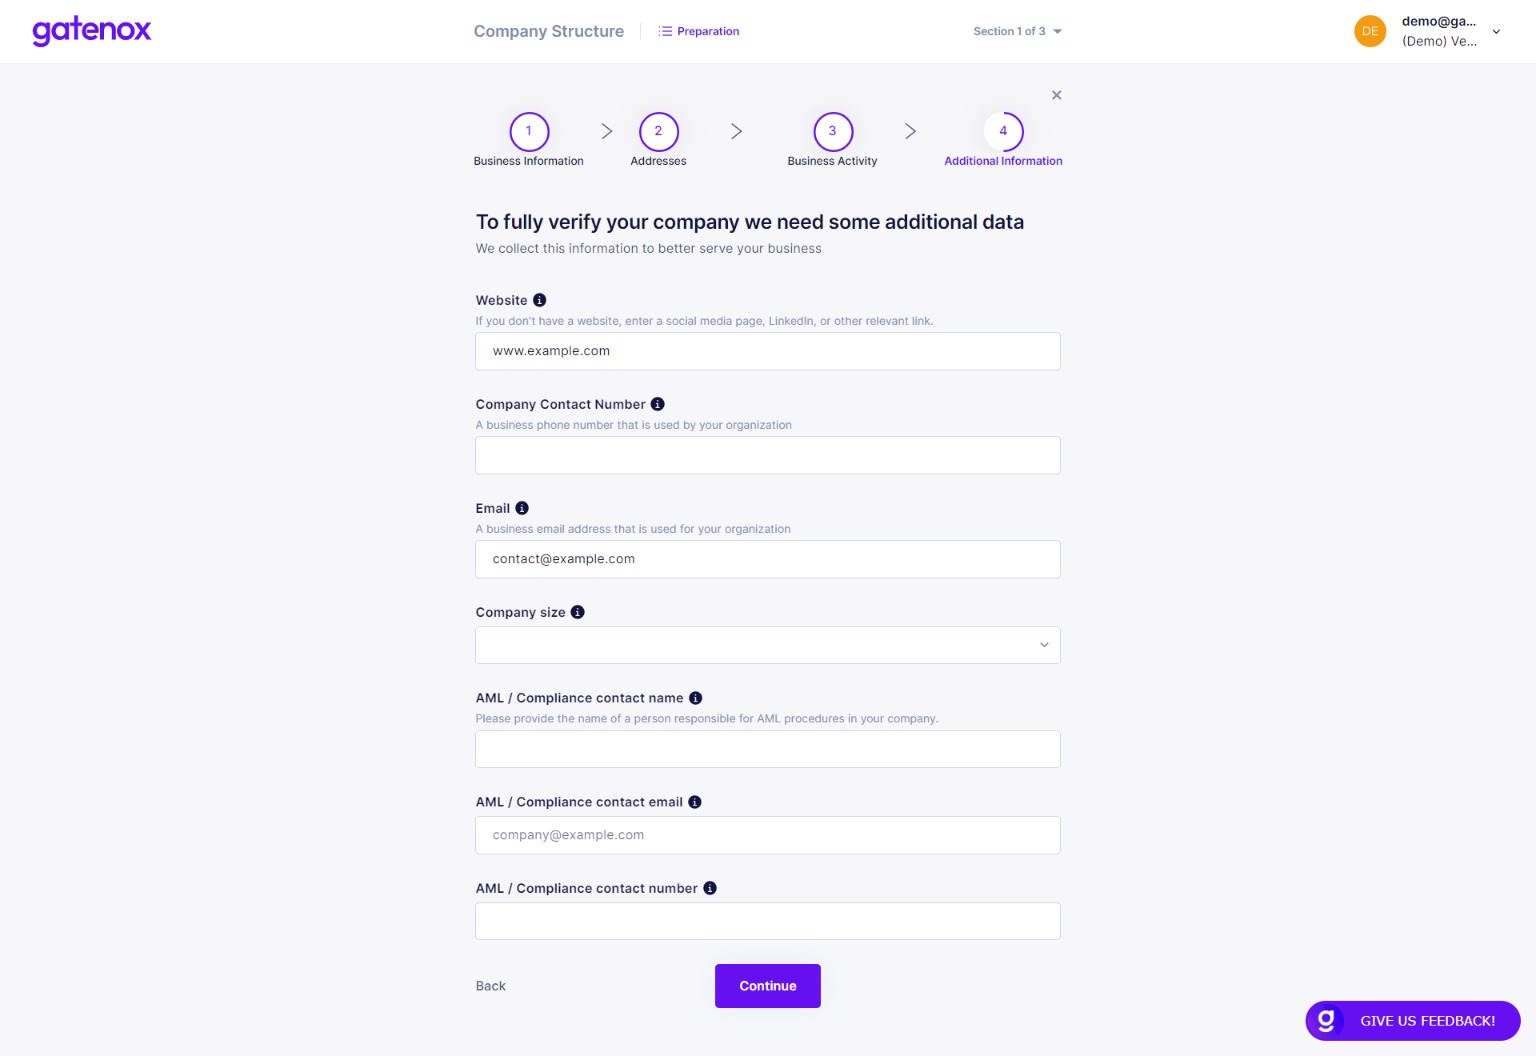 gatenox
Company Structure
Preparation
Section 1 of 3
DE
demo@ga...
(Demo) Ve...
1
2
3
4
Business Information
Addresses
Business Activity
Additional Information
To fully verify your company we need some additional data
We collect this information to better serve your business
Website
If you don't have a website, enter a social media page, LinkedIn, or other relevant link.
www.example.com
Company Contact Number
A business phone number that is used by your organization
Email
A business email address that is used for your organization
contact@example.com
Company size
AML / Compliance contact name
Please provide the name of a person responsible for AML procedures in your company.
AML / Compliance contact email
company@example.com
AML / Compliance contact number
Back
Continue
g GIVE US FEEDBACK!